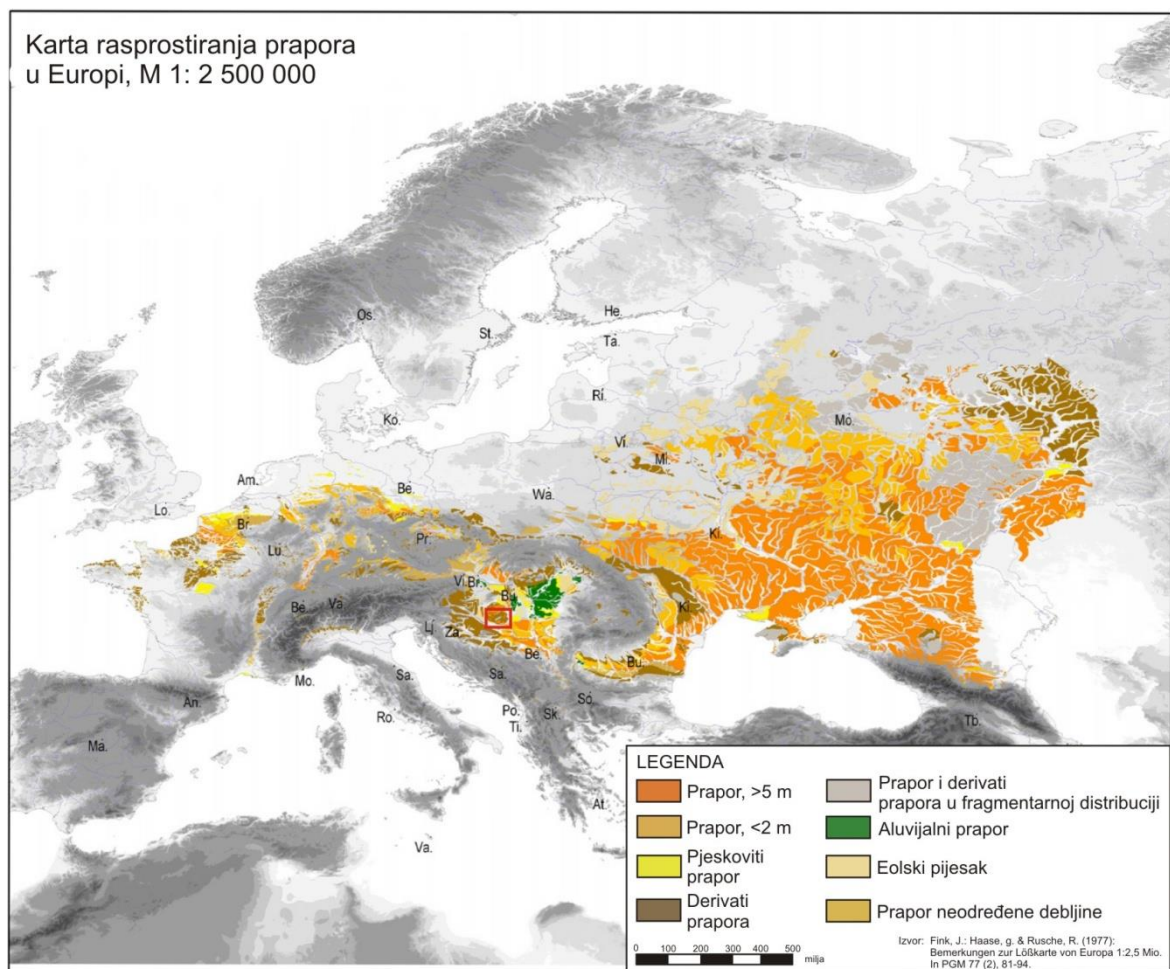 Karta rasprostiranja prapora
u Europi, M 1: 2 500 000
Os.
He.
St.
Ta.
Ri.
Ko.
Mo.
Vi.
Mi.
Am.
Be.
Wa.
Lo.
Br.
Ki.
Pr.
Lu.
Vi.
Br.
Bu.
Be.
Va.
Ki.
Lj.
Za.
Be.
Bu.
Mo.
Sa.
Sa.
So.
An.
Po.
Sk.
Ro.
Ti.
Tb.
Ma.
At.
Va.
LEGENDA
Prapor, >5 m
Prapor, <2 m
Pjeskoviti
prapor
Derivati
prapora
Prapor i derivati
prapora u fragmentarnoj distribuciji
Aluvijalni prapor
Eolski pijesak
Prapor neodređene debljine
0 100 200 300 400 500
milja
Izvor: Fink, J.: Haase, g. & Rusche, R. (1977):
Bemerkungen zur Lößkarte von Europa 1:2,5 Mio.
In PGM 77 (2), 81-94.